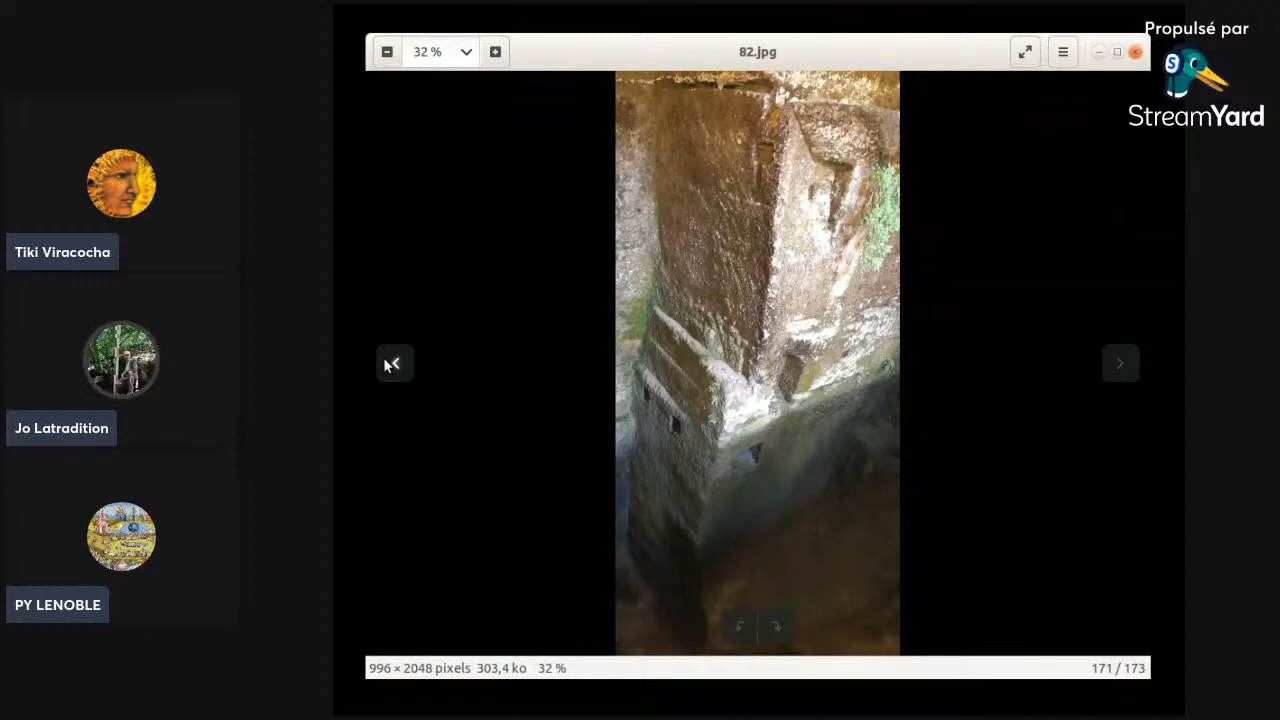 Propulsé par
StreamYard
32 %
82.jpg
Tiki Viracocha
Jo Latradition
PY LENOBLE
996 × 2048 pixels 303,4 ko 32 %
171 / 173